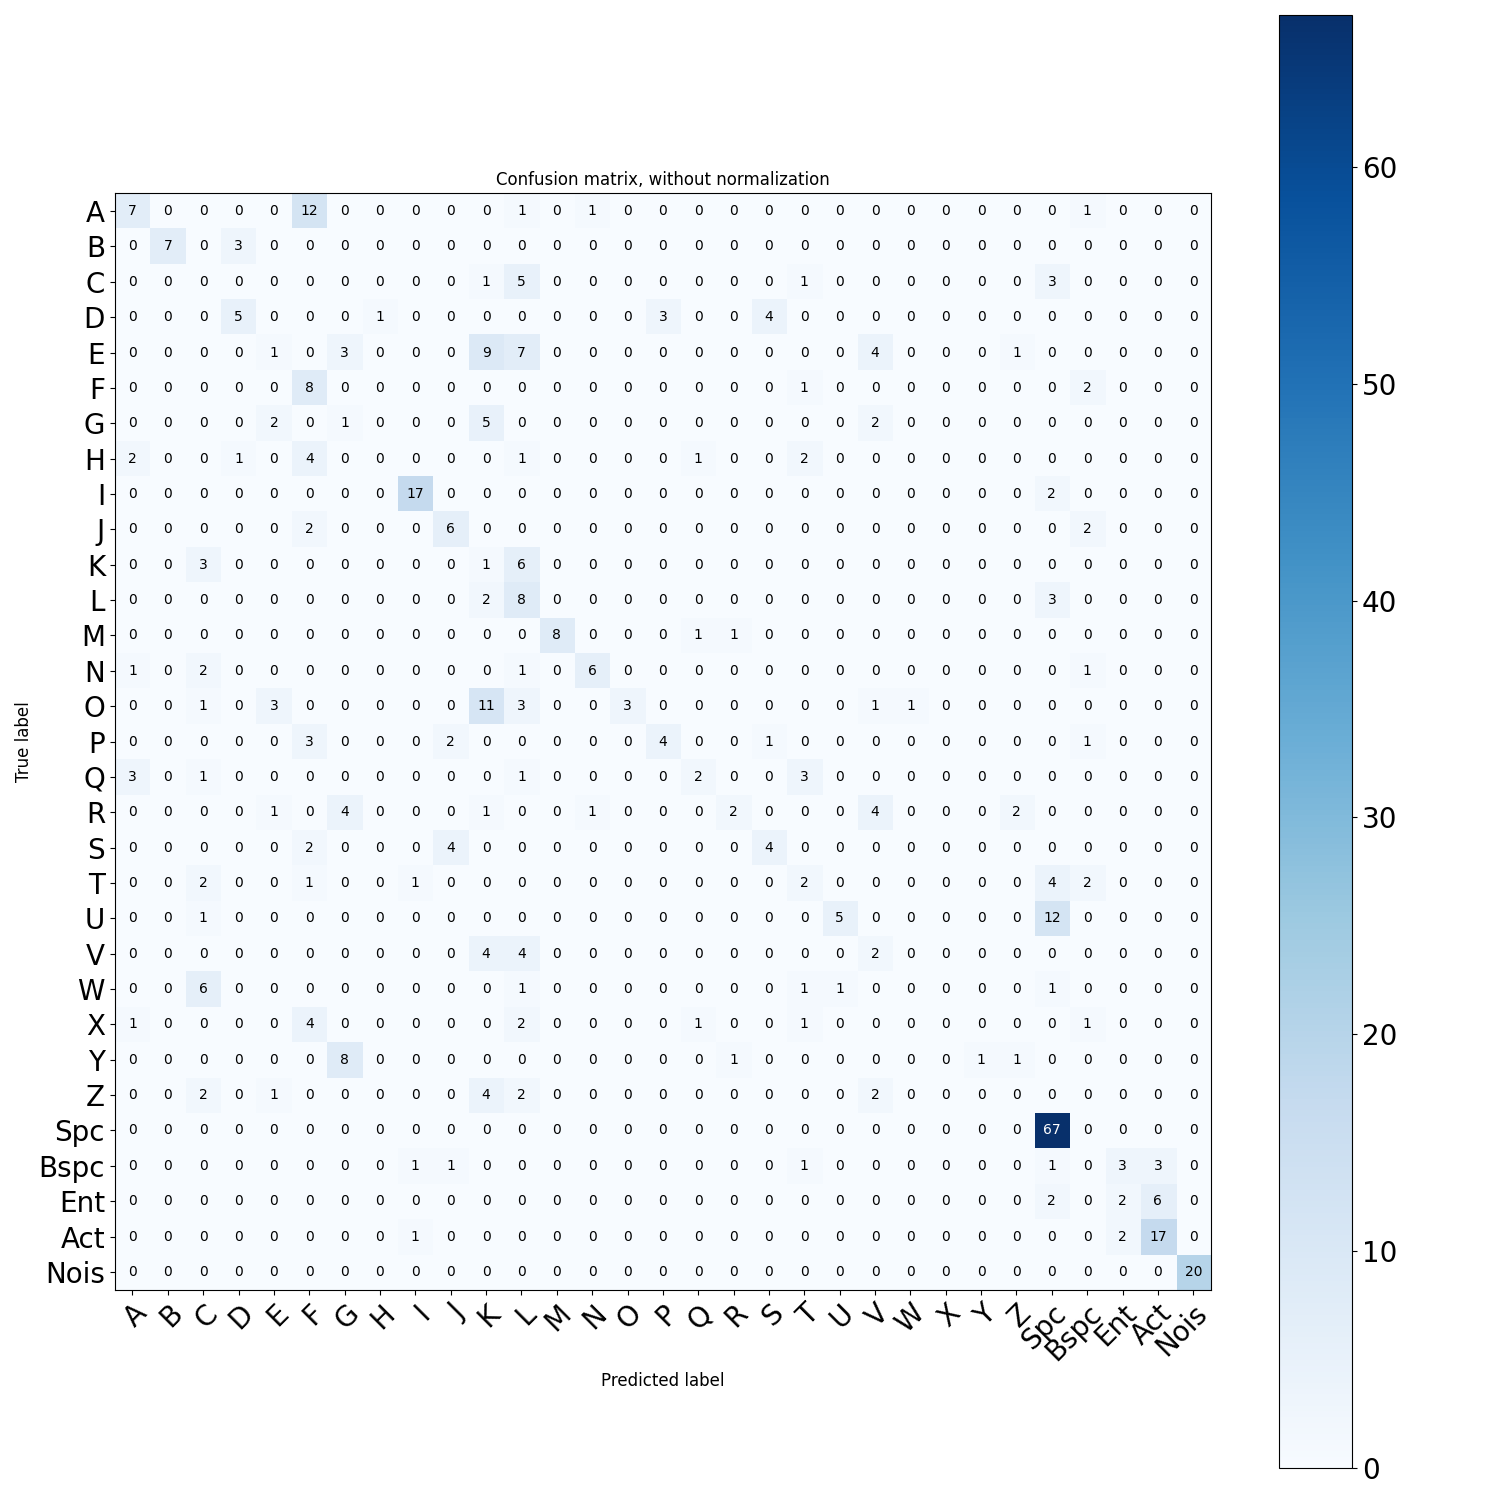 Confusion matrix, without normalization
A 7 0 0 0 0 12 0 0 0 0 0 1 0 1 0 0 0 0 0 0 0 0 0 0 0 0 0 1 0 0 0
B 0 7 0 3 0 0 0 0 0 0 0 0 0 0 0 0 0 0 0 0 0 0 0 0 0 0 0 0 0 0 0
C 0 0 0 0 0 0 0 0 0 0 1 5 0 0 0 0 0 0 0 1 0 0 0 0 0 0 3 0 0 0 0
D 0 0 0 5 0 0 0 1 0 0 0 0 0 0 0 3 0 0 4 0 0 0 0 0 0 0 0 0 0 0 0
E 0 0 0 0 1 0 3 0 0 0 9 7 0 0 0 0 0 0 0 0 0 4 0 0 0 1 0 0 0 0 0
F 0 0 0 0 0 8 0 0 0 0 0 0 0 0 0 0 0 0 0 1 0 0 0 0 0 0 0 2 0 0 0
G 0 0 0 0 2 0 1 0 0 0 5 0 0 0 0 0 0 0 0 0 0 2 0 0 0 0 0 0 0 0 0
H 2 0 0 1 0 4 0 0 0 0 0 1 0 0 0 0 1 0 0 2 0 0 0 0 0 0 0 0 0 0 0
I 0 0 0 0 0 0 0 0 17 0 0 0 0 0 0 0 0 0 0 0 0 0 0 0 0 0 2 0 0 0 0
J 0 0 0 0 0 2 0 0 0 6 0 0 0 0 0 0 0 0 0 0 0 0 0 0 0 0 0 2 0 0 0
K 0 0 3 0 0 0 0 0 0 0 1 6 0 0 0 0 0 0 0 0 0 0 0 0 0 0 0 0 0 0 0
L 0 0 0 0 0 0 0 0 0 0 2 8 0 0 0 0 0 0 0 0 0 0 0 0 0 0 3 0 0 0 0
M 0 0 0 0 0 0 0 0 0 0 0 0 8 0 0 0 1 1 0 0 0 0 0 0 0 0 0 0 0 0 0
N 1 0 2 0 0 0 0 0 0 0 0 1 0 6 0 0 0 0 0 0 0 0 0 0 0 0 0 1 0 0 0
O 0 0 1 0 3 0 0 0 0 0 11 3 0 0 3 0 0 0 0 0 0 1 1 0 0 0 0 0 0 0 0
P 0 0 0 0 0 3 0 0 0 2 0 0 0 0 0 4 0 0 1 0 0 0 0 0 0 0 0 1 0 0 0
Q 3 0 1 0 0 0 0 0 0 0 0 1 0 0 0 0 2 0 0 3 0 0 0 0 0 0 0 0 0 0 0
R 0 0 0 0 1 0 4 0 0 0 1 0 0 1 0 0 0 2 0 0 0 4 0 0 0 2 0 0 0 0 0
S 0 0 0 0 0 2 0 0 0 4 0 0 0 0 0 0 0 0 4 0 0 0 0 0 0 0 0 0 0 0 0
T 0 0 2 0 0 1 0 0 1 0 0 0 0 0 0 0 0 0 0 2 0 0 0 0 0 0 4 2 0 0 0
U 0 0 1 0 0 0 0 0 0 0 0 0 0 0 0 0 0 0 0 0 5 0 0 0 0 0 12 0 0 0 0
V 0 0 0 0 0 0 0 0 0 0 4 4 0 0 0 0 0 0 0 0 0 2 0 0 0 0 0 0 0 0 0
W 0 0 6 0 0 0 0 0 0 0 0 1 0 0 0 0 0 0 0 1 1 0 0 0 0 0 1 0 0 0 0
X 1 0 0 0 0 4 0 0 0 0 0 2 0 0 0 0 1 0 0 1 0 0 0 0 0 0 0 1 0 0 0
Y 0 0 0 0 0 0 8 0 0 0 0 0 0 0 0 0 0 1 0 0 0 0 0 0 1 1 0 0 0 0 0
Z 0 0 2 0 1 0 0 0 0 0 4 2 0 0 0 0 0 0 0 0 0 2 0 0 0 0 0 0 0 0 0
Spc 0 0 0 0 0 0 0 0 0 0 0 0 0 0 0 0 0 0 0 0 0 0 0 0 0 0 67 0 0 0 0
Bspc 0 0 0 0 0 0 0 0 1 1 0 0 0 0 0 0 0 0 0 1 0 0 0 0 0 0 1 0 3 3 0
Ent 0 0 0 0 0 0 0 0 0 0 0 0 0 0 0 0 0 0 0 0 0 0 0 0 0 0 2 0 2 6 0
Act 0 0 0 0 0 0 0 0 1 0 0 0 0 0 0 0 0 0 0 0 0 0 0 0 0 0 0 0 2 17 0
Nois 0 0 0 0 0 0 0 0 0 0 0 0 0 0 0 0 0 0 0 0 0 0 0 0 0 0 0 0 0 0 20
A B C D E F G H I J K L M N O P Q R S T U V W X Y Z Spc Bspc Ent Act Nois
Predicted label
True label
60
50
40
30
20
10
0